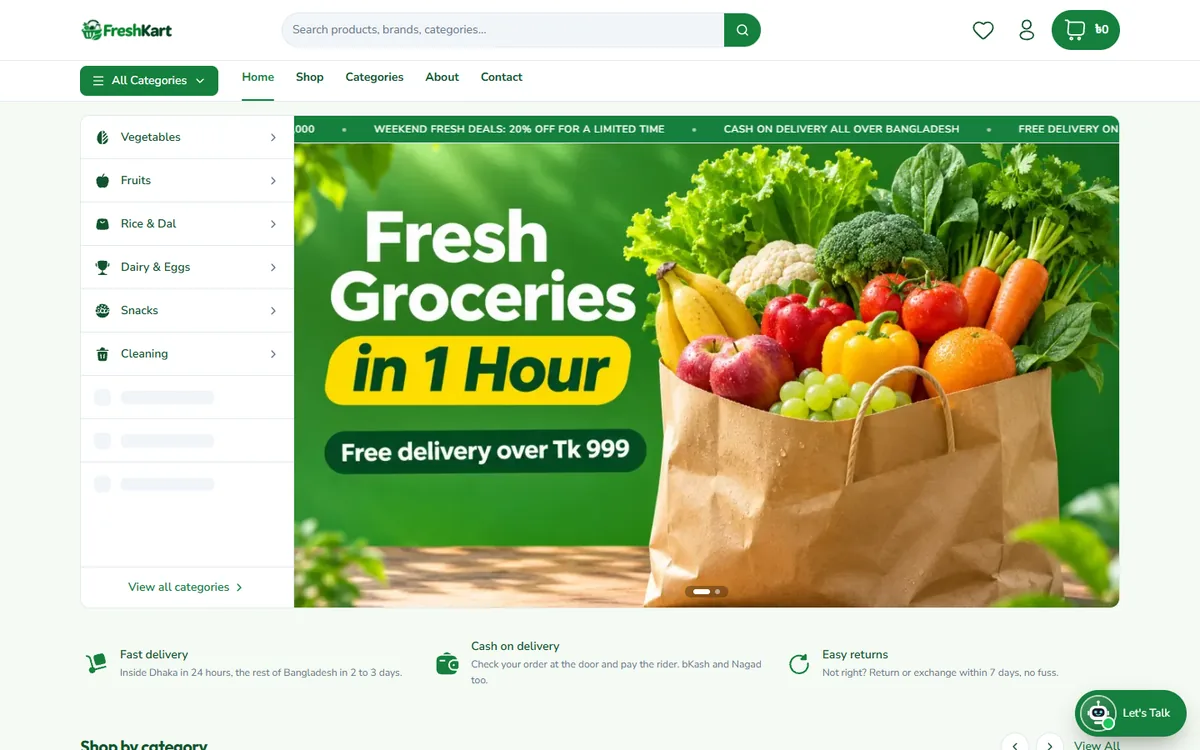 FreshKart
Search products, brands, categories...
৳0
All Categories
Home
Shop
Categories
About
Contact
Vegetables
Fruits
Rice & Dal
Dairy & Eggs
Snacks
Cleaning
View all categories
,000 • WEEKEND FRESH DEALS: 20% OFF FOR A LIMITED TIME • CASH ON DELIVERY ALL OVER BANGLADESH • FREE DELIVERY ON
Fresh
Groceries
in 1 Hour
Free delivery over Tk 999
Fast delivery
Inside Dhaka in 24 hours, the rest of Bangladesh in 2 to 3 days.
Cash on delivery
Check your order at the door and pay the rider. bKash and Nagad
too.
Easy returns
Not right? Return or exchange within 7 days, no fuss.
Let's Talk
Shop by category
View All